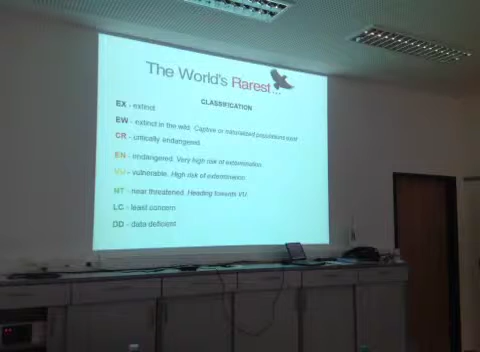 The World's Rarest...
CLASSIFICATION
EX - extinct
EW - extinct in the wild. Captive or naturalized populations exist
CR - critically endangered.
EN - endangered. Very high risk of extermination.
VU - vulnerable. High risk of extermination.
NT - near threatened. Heading towards VU.
LC - least concern
DD - data deficient